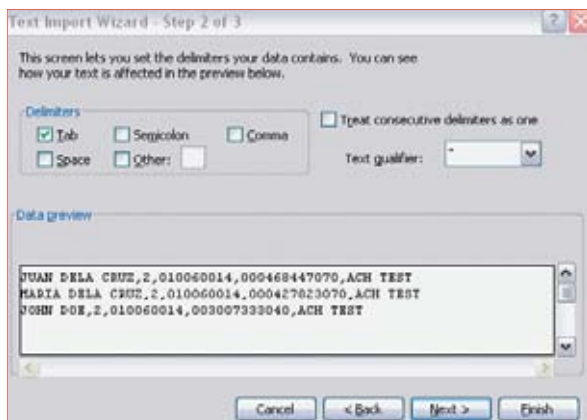 Text Import Wizard - Step 2 of 3
This screen lets you set the delimiters your data contains. You can see
how your text is affected in the preview below.
Delimiters
Tab Semicolon Comma
Space Other:
Treat consecutive delimiters as one
Text qualifier: "
Data preview
JUAN DELA CRUZ,2,010060014,000468447070,ACH TEST
MARIA DELA CRUZ,2,010060014,000427023070,ACH TEST
JOHN DOE,2,010060014,003007333040,ACH TEST
Cancel < Back Next > Finish